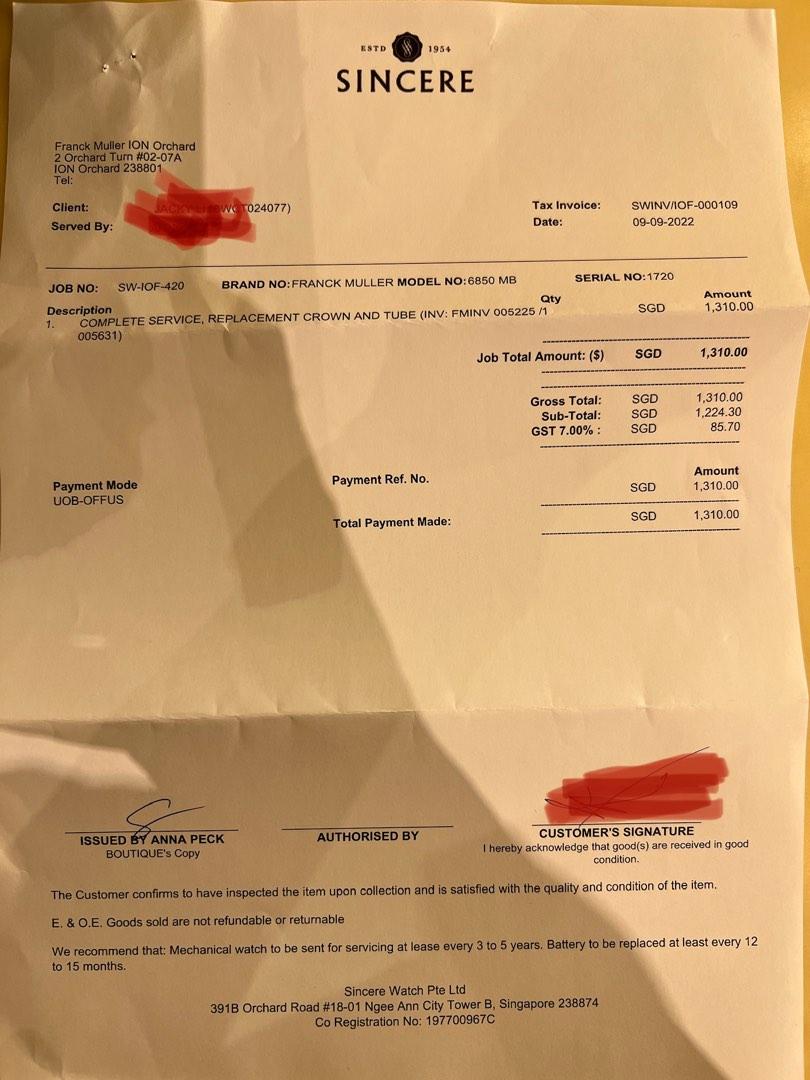 ESTD 1954
SINCERE
Franck Muller ION Orchard
2 Orchard Turn #02-07A
ION Orchard 238801
Tel:
Client: T024077)
Served By:
Tax Invoice: SWINV/IOF-000109
Date: 09-09-2022
JOB NO: SW-IOF-420 BRAND NO:FRANCK MULLER MODEL NO:6850 MB SERIAL NO:1720
Description Qty Amount
1. COMPLETE SERVICE, REPLACEMENT CROWN AND TUBE (INV: FMINV 005225 /1 SGD 1,310.00
005631)
Job Total Amount: ($) SGD 1,310.00
Gross Total: SGD 1,310.00
Sub-Total: SGD 1,224.30
GST 7.00% : SGD 85.70
Payment Mode Payment Ref. No. Amount
UOB-OFFUS SGD 1,310.00
Total Payment Made: SGD 1,310.00
ISSUED BY ANNA PECK
BOUTIQUE's Copy
AUTHORISED BY
CUSTOMER'S SIGNATURE
I hereby acknowledge that good(s) are received in good
condition.
The Customer confirms to have inspected the item upon collection and is satisfied with the quality and condition of the item.
E. & O.E. Goods sold are not refundable or returnable
We recommend that: Mechanical watch to be sent for servicing at lease every 3 to 5 years. Battery to be replaced at least every 12
to 15 months.
Sincere Watch Pte Ltd
391B Orchard Road #18-01 Ngee Ann City Tower B, Singapore 238874
Co Registration No: 197700967C